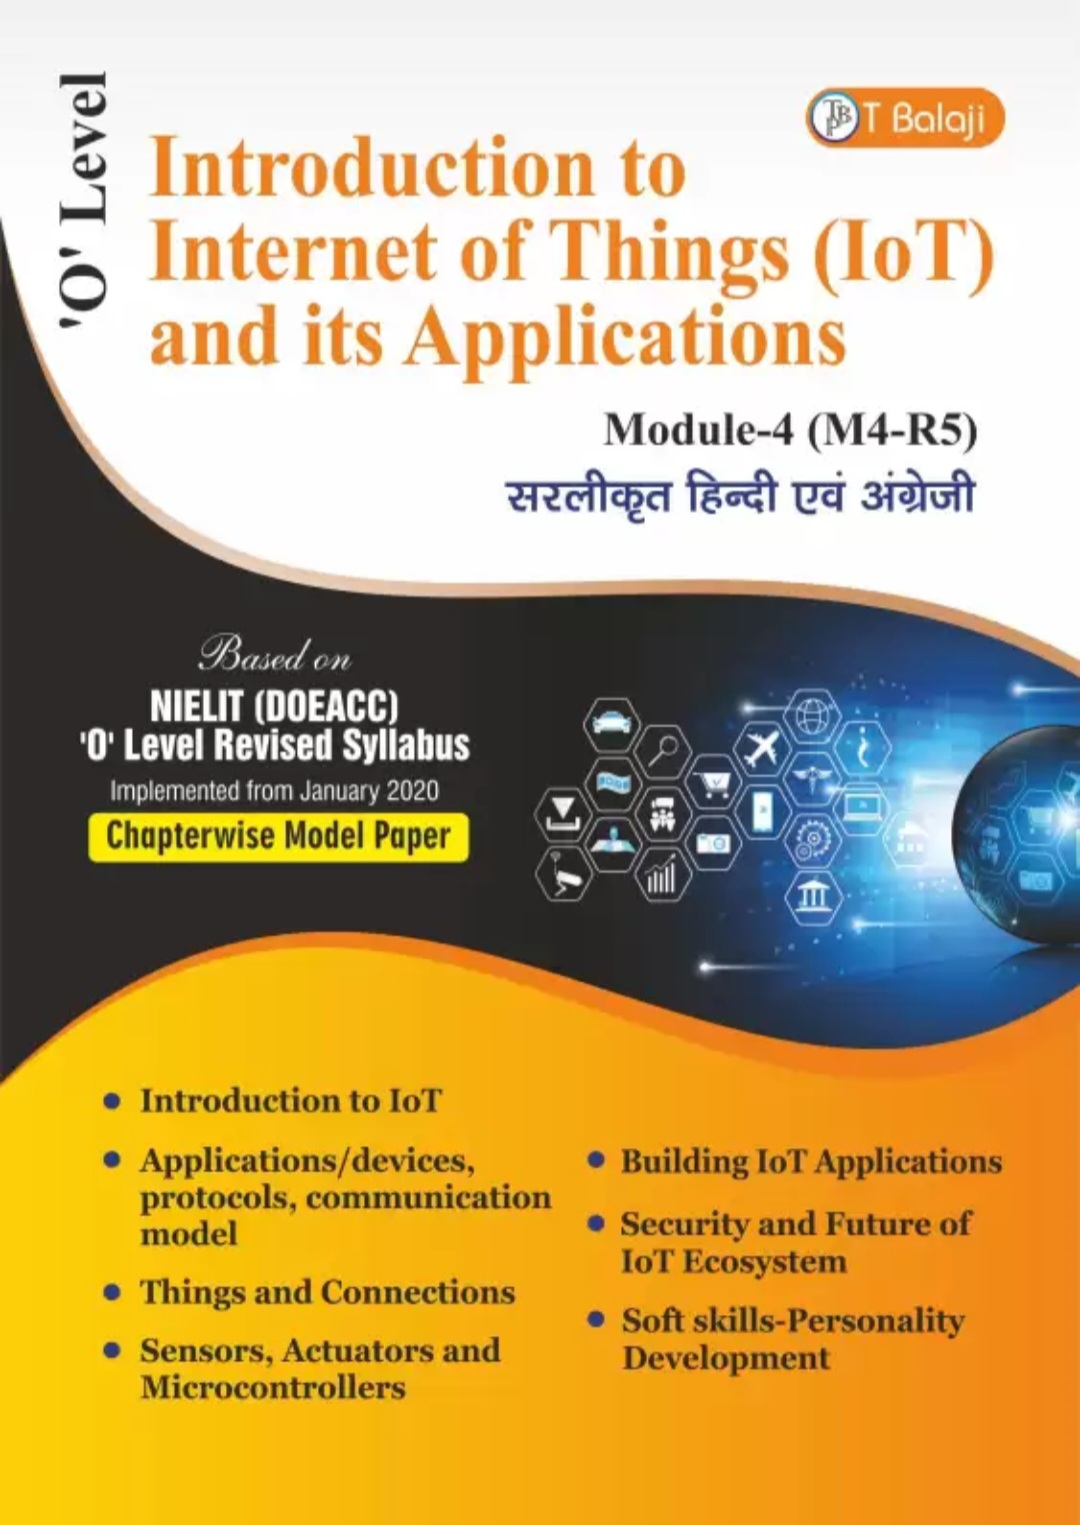 'O' Level
TBP T Balaji
Introduction to
Internet of Things (IoT)
and its Applications
Module-4 (M4-R5)
सरलीकृत हिन्दी एवं अंग्रेजी
Based on
NIELIT (DOEACC)
'O' Level Revised Syllabus
Implemented from January 2020
Chapterwise Model Paper
• Introduction to IoT
• Applications/devices,
protocols, communication
model
• Things and Connections
• Sensors, Actuators and
Microcontrollers
• Building IoT Applications
• Security and Future of
IoT Ecosystem
• Soft skills-Personality
Development